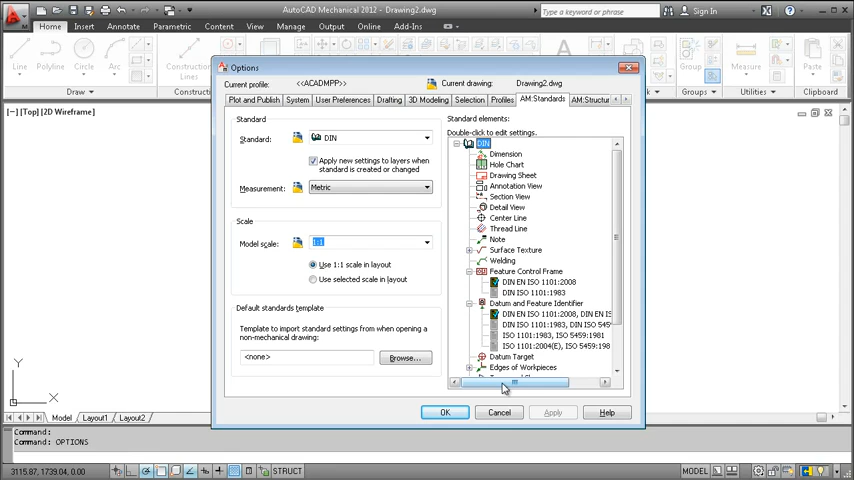 AutoCAD Mechanical 2012 - Drawing2.dwg
Type a keyword or phrase
Sign In
Home Insert Annotation Parametric Content View Manage Output Online Add-Ins
Line Polyline Circle Arc
Draw
Group
Measure
Groups
Utilities
[−] [Top] [2D Wireframe]
Options
Current profile: <<ACADMPP>>
Current drawing: Drawing2.dwg
Plot and Publish System User Preferences Drafting 3D Modeling Selection Profiles AM:Standards AM:Structur
Standard
Standard: DIN
Apply new settings to layers when
standard is created or changed
Measurement: Metric
Scale
Model scale: 1:1
Use 1:1 scale in layout
Use selected scale in layout
Default standards template
Template to import standard settings from when opening a
non-mechanical drawing:
<none>
Browse...
Standard elements:
Double-click to edit settings.
DIN
Dimension
Hole Chart
Drawing Sheet
Annotation View
Section View
Detail View
Center Line
Thread Line
Note
Surface Texture
Welding
Feature Control Frame
DIN EN ISO 1101:2008
DIN ISO 1101:1983
Datum and Feature Identifier
DIN EN ISO 1101:2008, DIN EN IS
DIN ISO 1101:1983, DIN ISO 545
ISO 1101:1983, ISO 5459:1981
ISO 1101:2004(E), ISO 5459:198
Datum Target
Edges of Workpieces
OK Cancel Apply Help
Y
X
Model Layout1 Layout2
Command:
Command: OPTIONS
3115.87, 1739.04, 0.00
STRUCT
MODEL